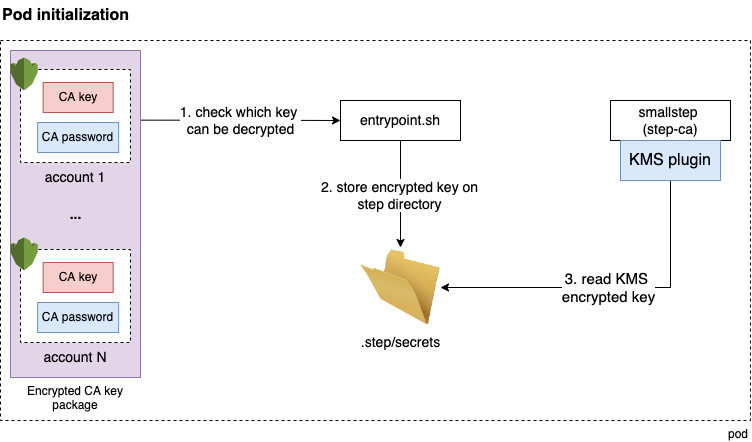 Pod initialization
CA key
CA password
account 1
...
CA key
CA password
account N
Encrypted CA key
package
1. check which key
can be decrypted
entrypoint.sh
2. store encrypted key on
step directory
.step/secrets
smallstep
(step-ca)
KMS plugin
3. read KMS
encrypted key
pod